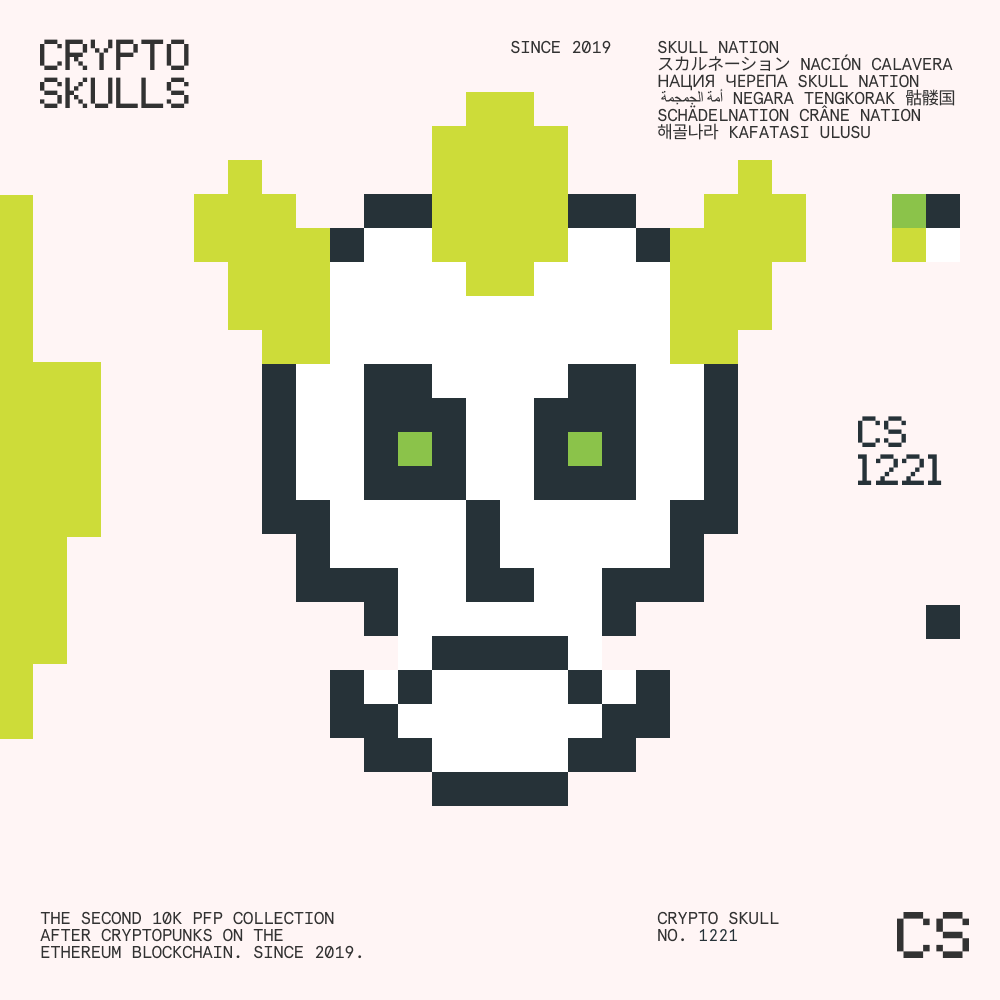 CRYPTO
SKULLS
SINCE 2019
SKULL NATION
スカルネーション NACIÓN CALAVERA
НАЦИЯ ЧЕРЕПА SKULL NATION
أمة الجمجمة NEGARA TENGKORAK 骷髅国
SCHÄDELNATION CRÂNE NATION
해골나라 KAFATASI ULUSU
CS
1221
THE SECOND 10K PFP COLLECTION
AFTER CRYPTOPUNKS ON THE
ETHEREUM BLOCKCHAIN. SINCE 2019.
CRYPTO SKULL
NO. 1221
CS